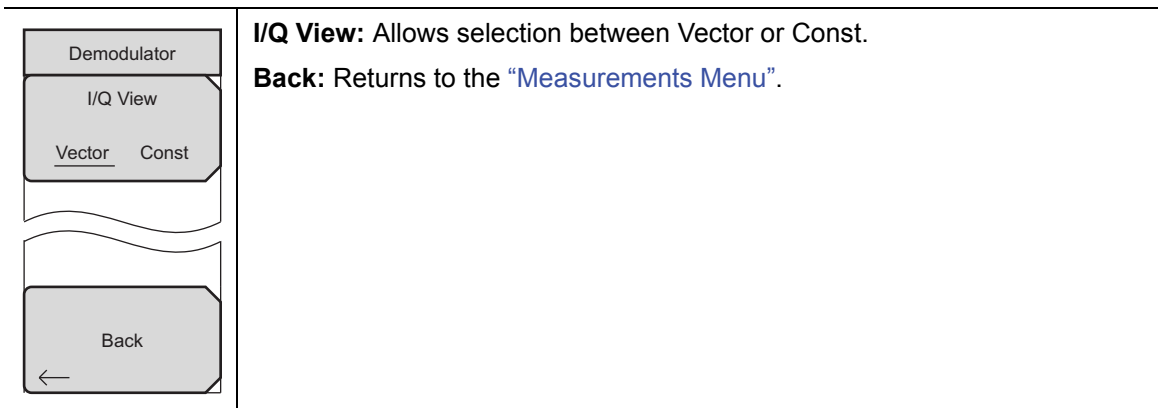 Demodulator
I/Q View
Vector Const
Back
I/Q View: Allows selection between Vector or Const.
Back: Returns to the “Measurements Menu”.